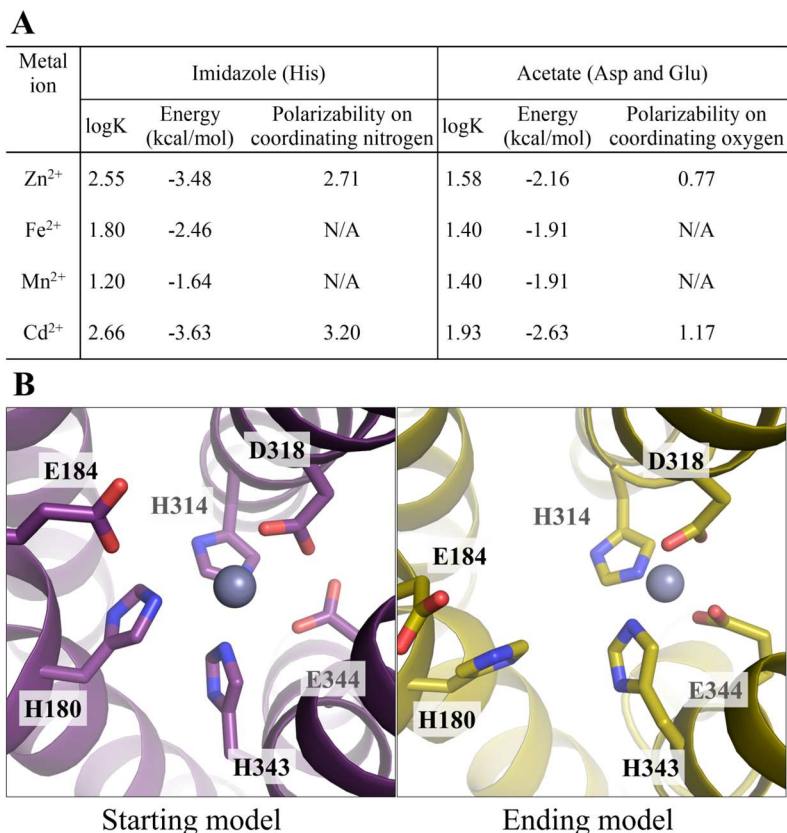 A
Metal ion Imidazole (His) Acetate (Asp and Glu)
logK Energy (kcal/mol) Polarizability on coordinating nitrogen logK Energy (kcal/mol) Polarizability on coordinating oxygen
Zn²⁺ 2.55 -3.48 2.71 1.58 -2.16 0.77
Fe²⁺ 1.80 -2.46 N/A 1.40 -1.91 N/A
Mn²⁺ 1.20 -1.64 N/A 1.40 -1.91 N/A
Cd²⁺ 2.66 -3.63 3.20 1.93 -2.63 1.17
B
E184
H314
D318
H180
E344
H343
Starting model
D318
H314
E184
H180
E344
H343
Ending model